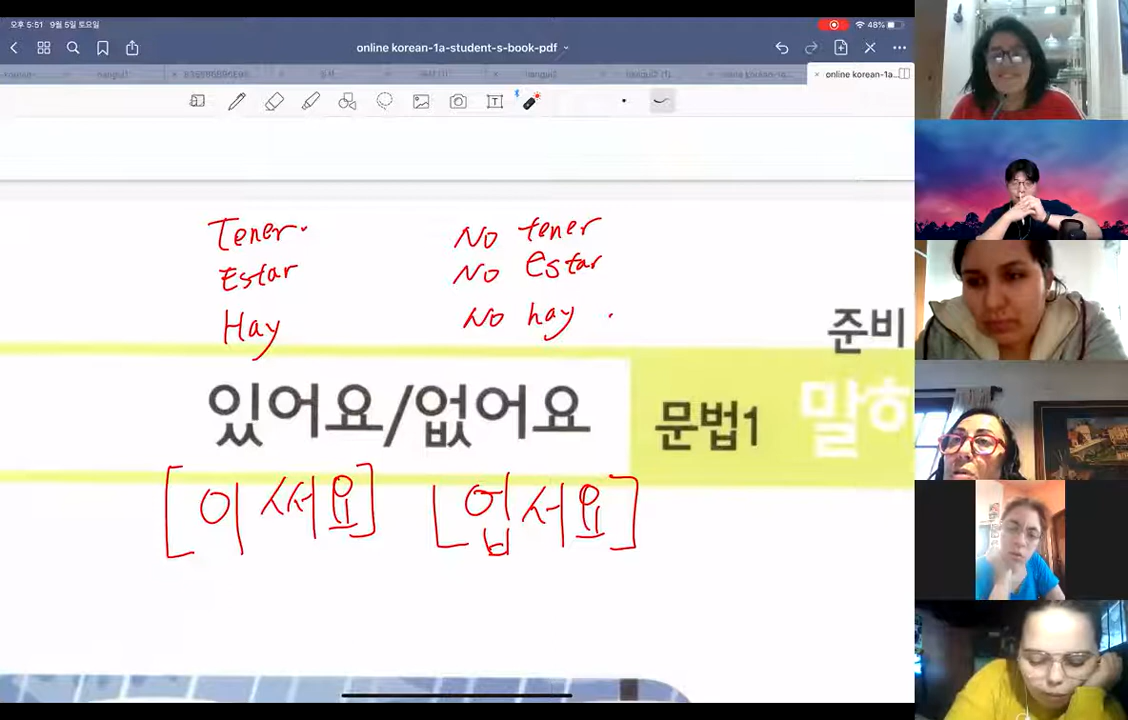 오후 5:51 9월 5일 토요일
48%
online korean-1a-student-s-book-pdf
hangul1
online korean-1a...
Tener.
No tener
Estar
No Estar
Hay
No hay .
준비
있어요/없어요
문법1
말하
[이써요] [업서요]